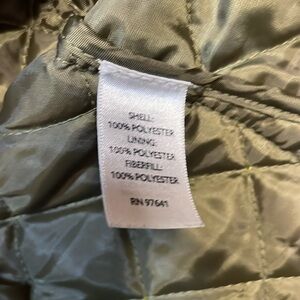 SHELL:
100% POLYESTER
LINING:
100% POLYESTER
FIBERFILL:
100% POLYESTER
RN 97641